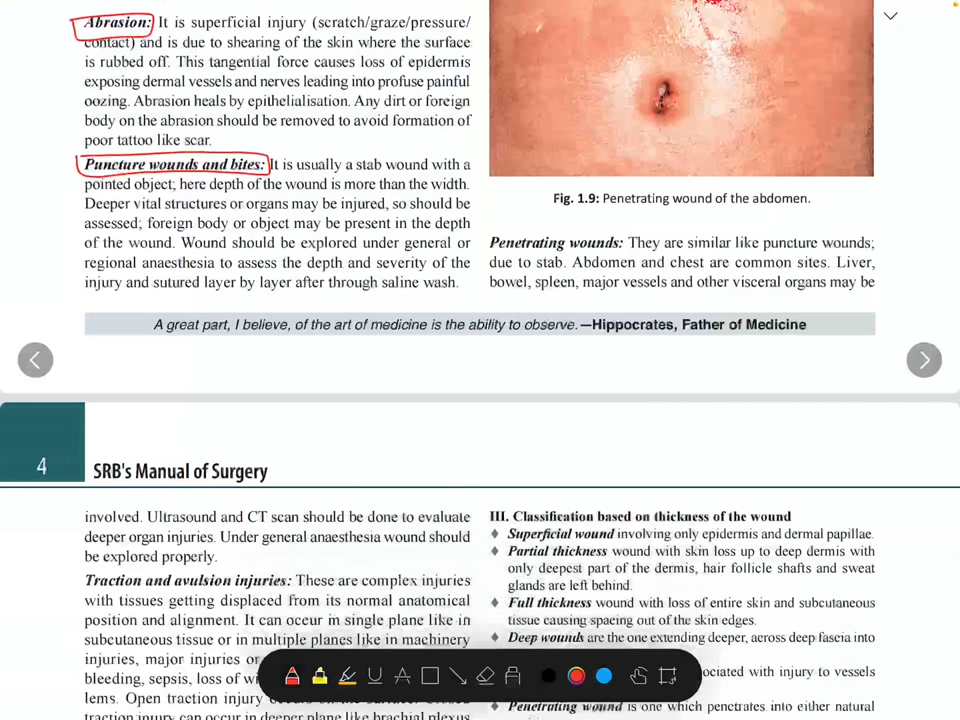 Abrasion: It is superficial injury (scratch/graze/pressure/
contact) and is due to shearing of the skin where the surface
is rubbed off. This tangential force causes loss of epidermis
exposing dermal vessels and nerves leading into profuse painful
oozing. Abrasion heals by epithelialisation. Any dirt or foreign
body on the abrasion should be removed to avoid formation of
poor tattoo like scar.
Puncture wounds and bites: It is usually a stab wound with a
pointed object; here depth of the wound is more than the width.
Deeper vital structures or organs may be injured, so should be
assessed; foreign body or object may be present in the depth
of the wound. Wound should be explored under general or
regional anaesthesia to assess the depth and severity of the
injury and sutured layer by layer after through saline wash.
Fig. 1.9: Penetrating wound of the abdomen.
Penetrating wounds: They are similar like puncture wounds;
due to stab. Abdomen and chest are common sites. Liver,
bowel, spleen, major vessels and other visceral organs may be
A great part, I believe, of the art of medicine is the ability to observe.—Hippocrates, Father of Medicine
4
SRB's Manual of Surgery
involved. Ultrasound and CT scan should be done to evaluate
deeper organ injuries. Under general anaesthesia wound should
be explored properly.
Traction and avulsion injuries: These are complex injuries
with tissues getting displaced from its normal anatomical
position and alignment. It can occur in single plane like in
subcutaneous tissue or in multiple planes like in machinery
injuries, major injuries or
bleeding, sepsis, loss of
lems. Open traction injury
traction injury can occur in deeper plane like brachial plexus
III. Classification based on thickness of the wound
♦ Superficial wound involving only epidermis and dermal papillae.
♦ Partial thickness wound with skin loss up to deep dermis with
only deepest part of the dermis, hair follicle shafts and sweat
glands are left behind.
♦ Full thickness wound with loss of entire skin and subcutaneous
tissue causing spacing out of the skin edges.
♦ Deep wounds are the one extending deeper, across deep fascia into
ociated with injury to vessels
♦ Penetrating wound is one which penetrates into either natural